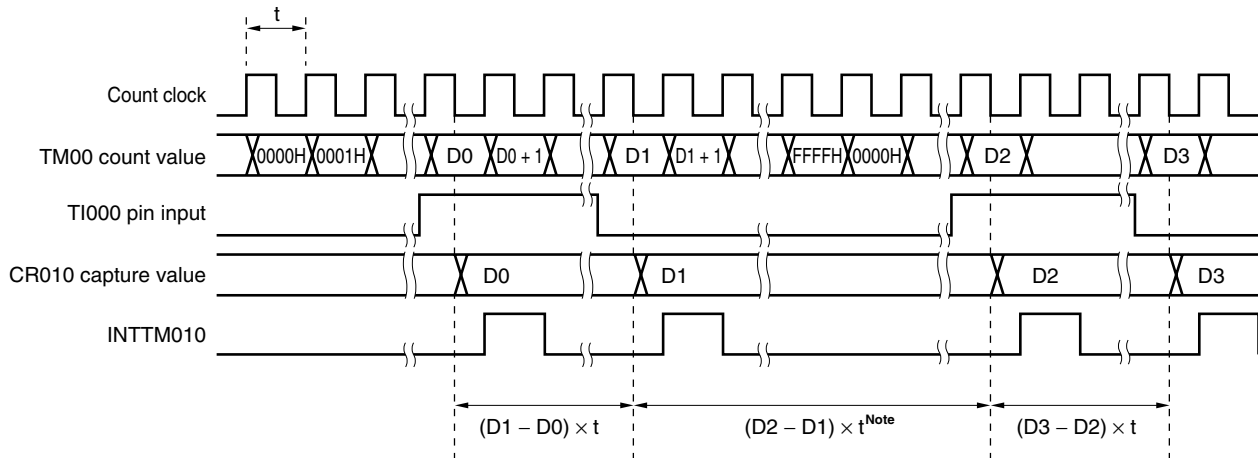 t
Count clock
TM00 count value 0000H 0001H D0 D0 + 1 D1 D1 + 1 FFFFH 0000H D2 D3
TI000 pin input
CR010 capture value D0 D1 D2 D3
INTTM010
(D1 − D0) × t (D2 − D1) × tNote (D3 − D2) × t